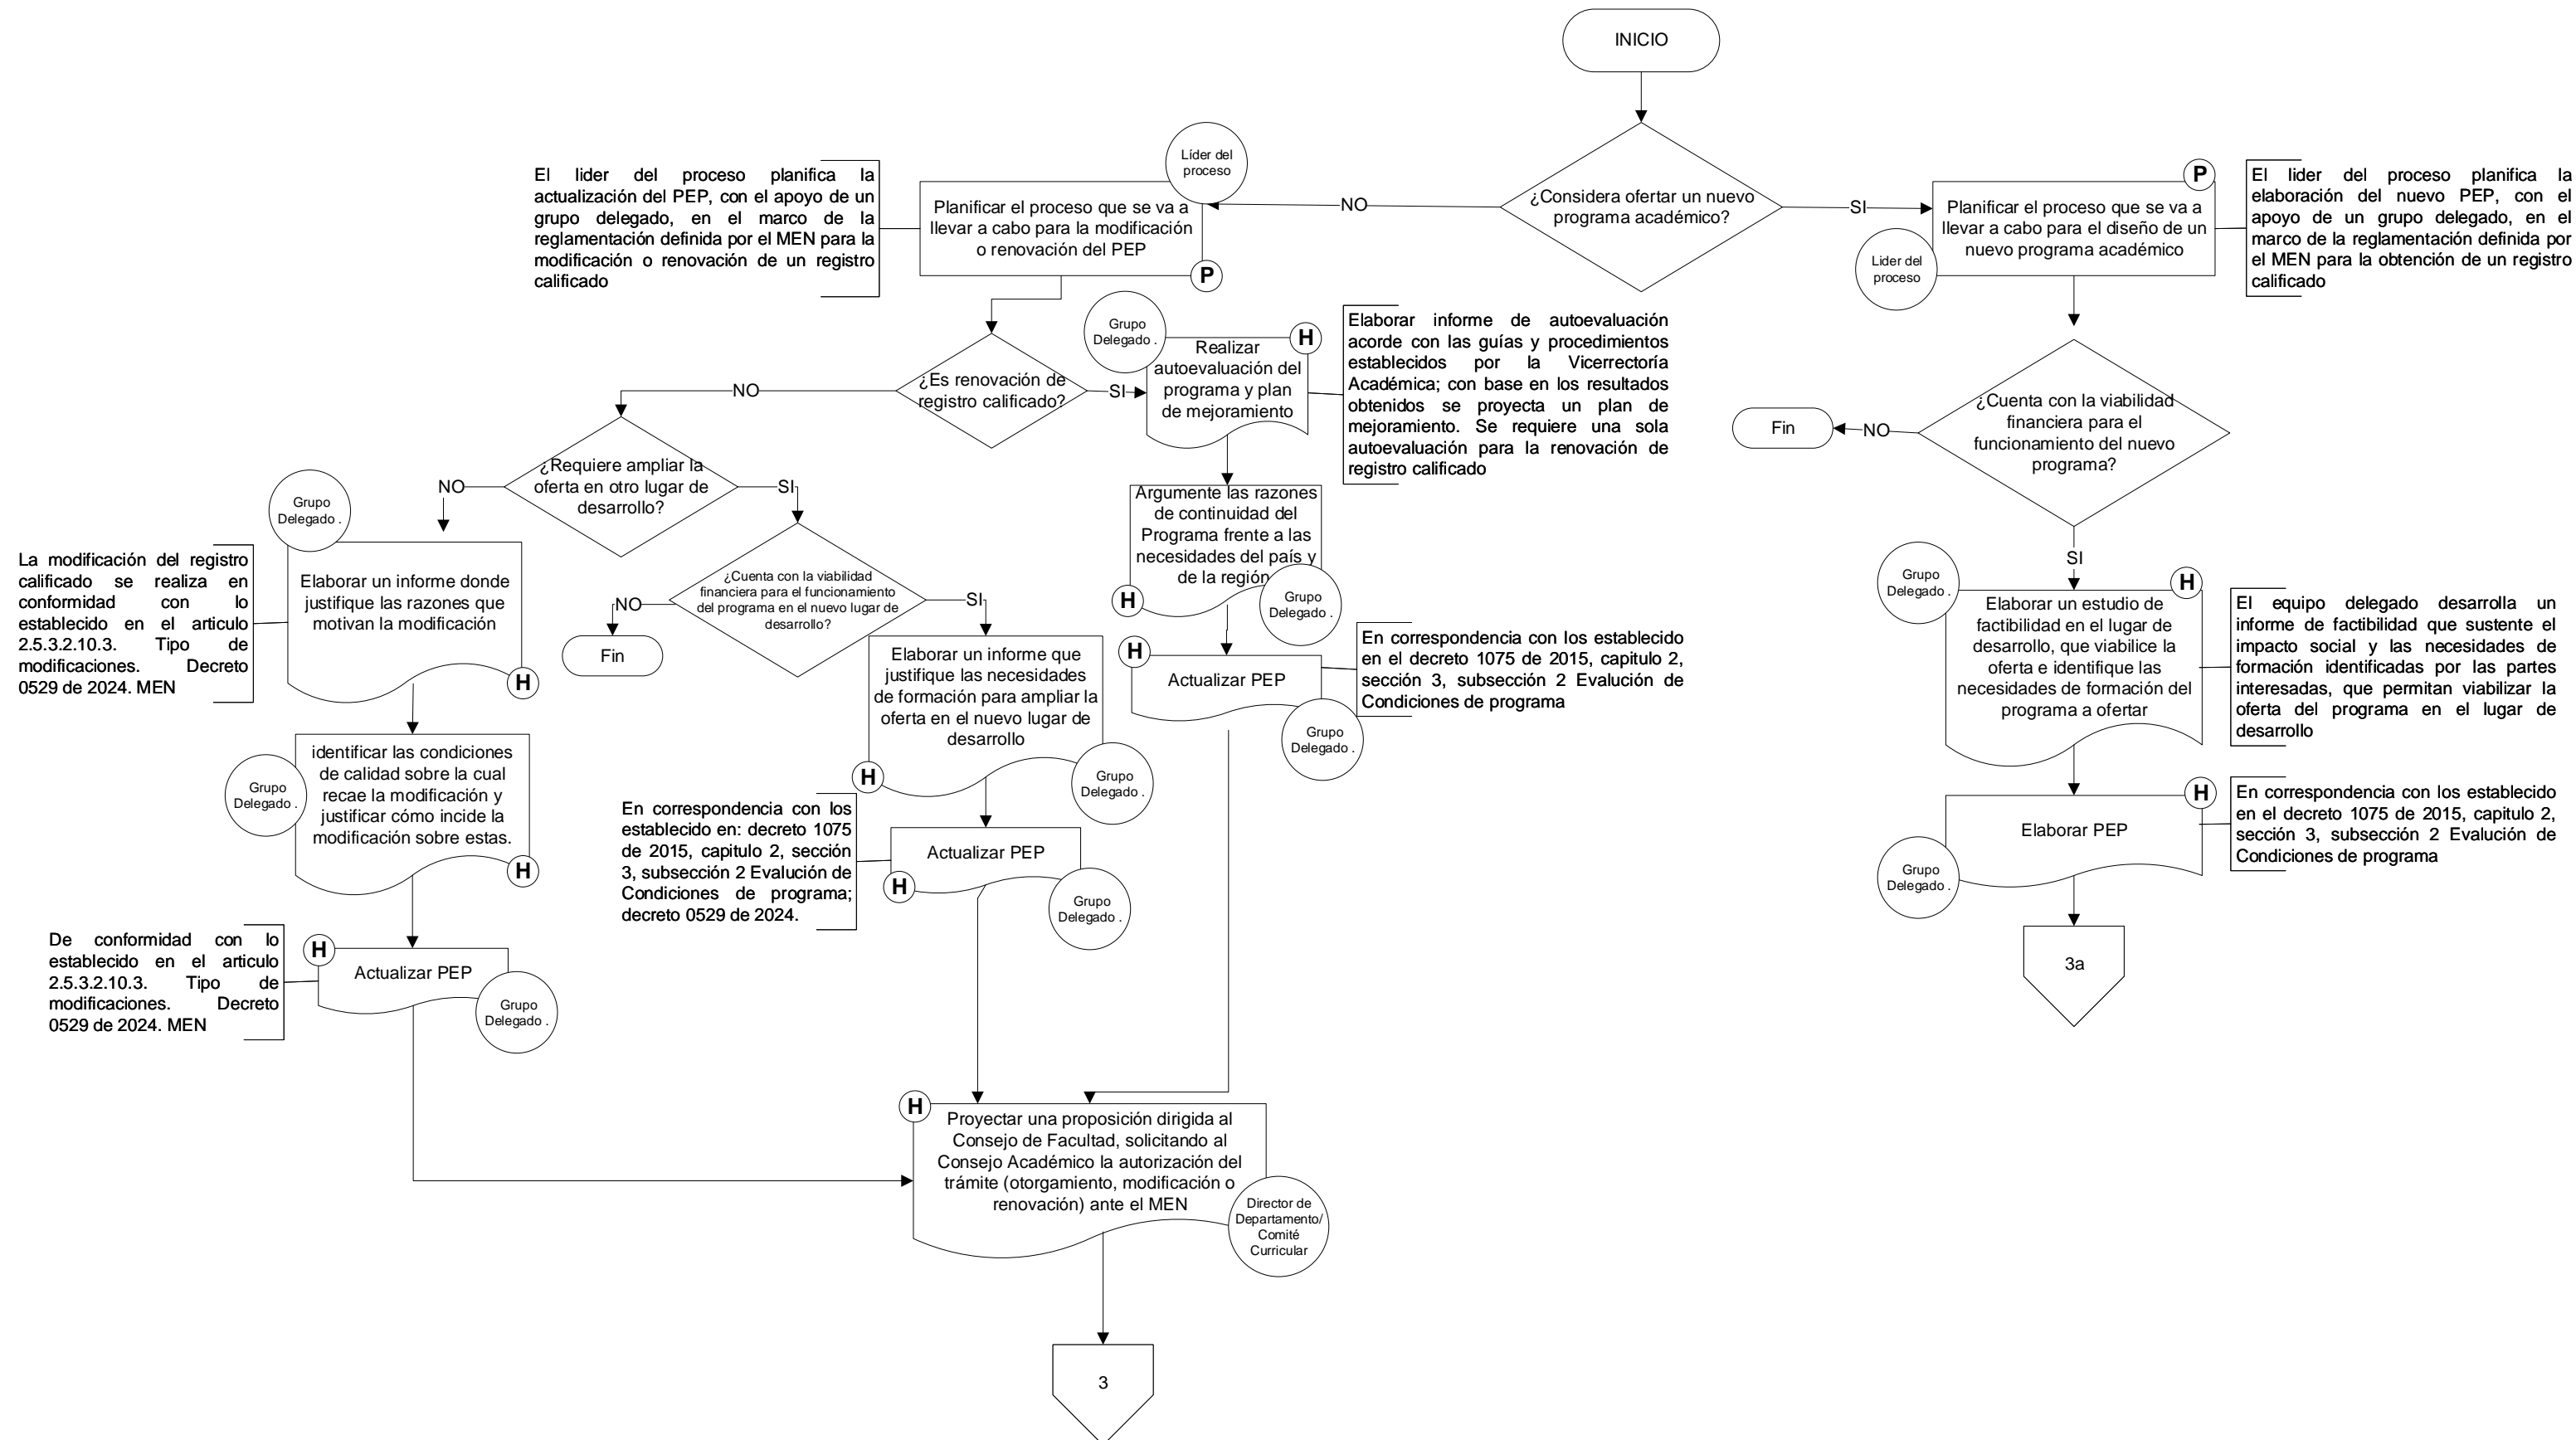 INICIO
¿Considera ofertar un nuevo
programa académico?
NO
SI
Líder del
proceso
Planificar el proceso que se va a
llevar a cabo para la modificación
o renovación del PEP
P
El lider del proceso planifica la
actualización del PEP, con el apoyo de un
grupo delegado, en el marco de la
reglamentación definida por el MEN para la
modificación o renovación de un registro
calificado
P
Planificar el proceso que se va a
llevar a cabo para el diseño de un
nuevo programa académico
Lider del
proceso
El lider del proceso planifica la
elaboración del nuevo PEP, con el
apoyo de un grupo delegado, en el
marco de la reglamentación definida por
el MEN para la obtención de un registro
calificado
¿Es renovación de
registro calificado?
NO
SI
Grupo
Delegado .
H
Realizar
autoevaluación del
programa y plan
de mejoramiento
Elaborar informe de autoevaluación
acorde con las guías y procedimientos
establecidos por la Vicerrectoría
Académica; con base en los resultados
obtenidos se proyecta un plan de
mejoramiento. Se requiere una sola
autoevaluación para la renovación de
registro calificado
¿Cuenta con la viabilidad
financiera para el
funcionamiento del nuevo
programa?
NO
Fin
SI
¿Requiere ampliar la
oferta en otro lugar de
desarrollo?
NO
SI
Grupo
Delegado .
Elaborar un informe donde
justifique las razones que
motivan la modificación
H
La modificación del registro
calificado se realiza en
conformidad con lo
establecido en el articulo
2.5.3.2.10.3. Tipo de
modificaciones. Decreto
0529 de 2024. MEN
¿Cuenta con la viabilidad
financiera para el funcionamiento
del programa en el nuevo lugar de
desarrollo?
NO
Fin
SI
Argumente las razones
de continuidad del
Programa frente a las
necesidades del país y
de la región
H
Grupo
Delegado .
Grupo
Delegado .
H
Elaborar un estudio de
factibilidad en el lugar de
desarrollo, que viabilice la
oferta e identifique las
necesidades de formación del
programa a ofertar
El equipo delegado desarrolla un
informe de factibilidad que sustente el
impacto social y las necesidades de
formación identificadas por las partes
interesadas, que permitan viabilizar la
oferta del programa en el lugar de
desarrollo
Elaborar un informe que
justifique las necesidades
de formación para ampliar la
oferta en el nuevo lugar de
desarrollo
H
Grupo
Delegado .
H
Actualizar PEP
Grupo
Delegado .
En correspondencia con los establecido
en el decreto 1075 de 2015, capitulo 2,
sección 3, subsección 2 Evalución de
Condiciones de programa
identificar las condiciones
de calidad sobre la cual
recae la modificación y
justificar cómo incide la
modificación sobre estas.
Grupo
Delegado .
H
En correspondencia con los
establecido en: decreto 1075
de 2015, capitulo 2, sección
3, subsección 2 Evalución de
Condiciones de programa;
decreto 0529 de 2024.
Actualizar PEP
H
Grupo
Delegado .
H
Elaborar PEP
Grupo
Delegado .
En correspondencia con los establecido
en el decreto 1075 de 2015, capitulo 2,
sección 3, subsección 2 Evalución de
Condiciones de programa
3a
De conformidad con lo
establecido en el articulo
2.5.3.2.10.3. Tipo de
modificaciones. Decreto
0529 de 2024. MEN
H
Actualizar PEP
Grupo
Delegado .
H
Proyectar una proposición dirigida al
Consejo de Facultad, solicitando al
Consejo Académico la autorización del
trámite (otorgamiento, modificación o
renovación) ante el MEN
Director de
Departamento/
Comité
Curricular
3